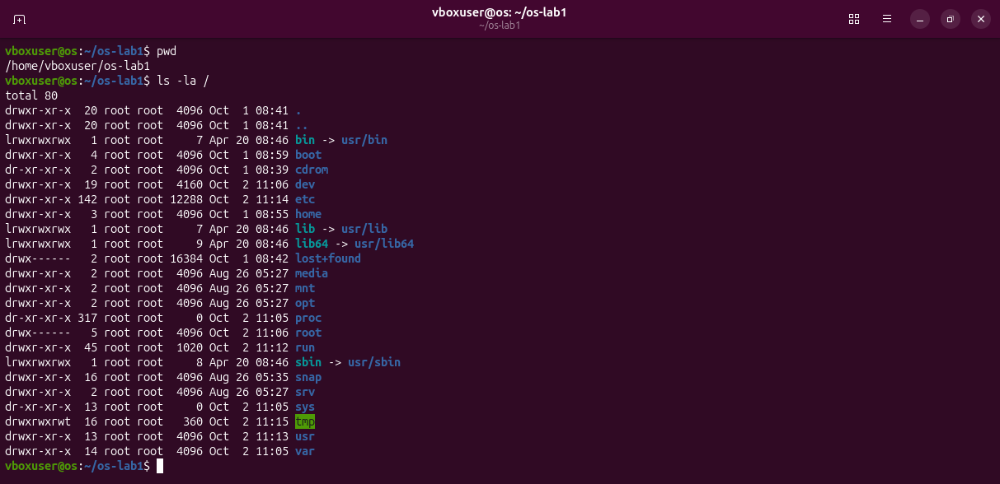 vboxuser@os: ~/os-lab1
~/os-lab1
vboxuser@os:~/os-lab1$ pwd
/home/vboxuser/os-lab1
vboxuser@os:~/os-lab1$ ls -la /
total 80
drwxr-xr-x  20 root root  4096 Oct  1 08:41 .
drwxr-xr-x  20 root root  4096 Oct  1 08:41 ..
lrwxrwxrwx   1 root root     7 Apr 20 08:46 bin -> usr/bin
drwxr-xr-x   4 root root  4096 Oct  1 08:59 boot
dr-xr-xr-x   2 root root  4096 Oct  1 08:39 cdrom
drwxr-xr-x  19 root root  4160 Oct  2 11:06 dev
drwxr-xr-x 142 root root 12288 Oct  2 11:14 etc
drwxr-xr-x   3 root root  4096 Oct  1 08:55 home
lrwxrwxrwx   1 root root     7 Apr 20 08:46 lib -> usr/lib
lrwxrwxrwx   1 root root     9 Apr 20 08:46 lib64 -> usr/lib64
drwx------   2 root root 16384 Oct  1 08:42 lost+found
drwxr-xr-x   2 root root  4096 Aug 26 05:27 media
drwxr-xr-x   2 root root  4096 Aug 26 05:27 mnt
drwxr-xr-x   2 root root  4096 Aug 26 05:27 opt
dr-xr-xr-x 317 root root     0 Oct  2 11:05 proc
drwx------   5 root root  4096 Oct  2 11:06 root
drwxr-xr-x  45 root root  1020 Oct  2 11:12 run
lrwxrwxrwx   1 root root     8 Apr 20 08:46 sbin -> usr/sbin
drwxr-xr-x  16 root root  4096 Aug 26 05:35 snap
drwxr-xr-x   2 root root  4096 Aug 26 05:27 srv
dr-xr-xr-x  13 root root     0 Oct  2 11:05 sys
drwxrwxrwt  16 root root   360 Oct  2 11:15 tmp
drwxr-xr-x  13 root root  4096 Oct  2 11:13 usr
drwxr-xr-x  14 root root  4096 Oct  2 11:05 var
vboxuser@os:~/os-lab1$